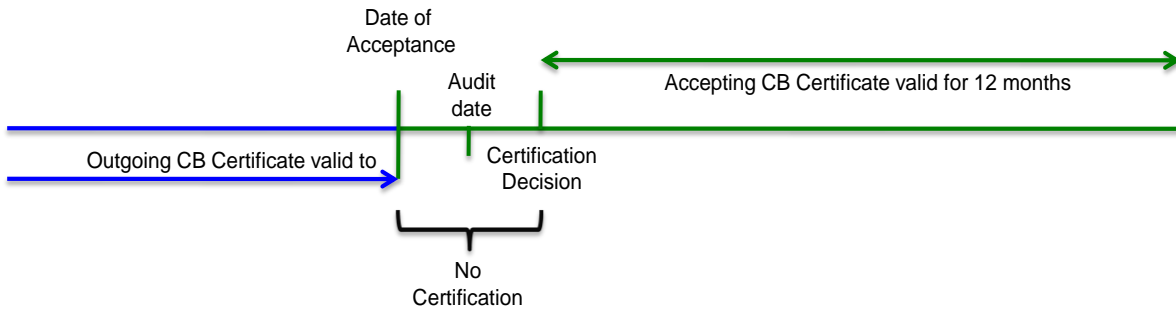 Date of
Acceptance
Audit
date
Accepting CB Certificate valid for 12 months
Outgoing CB Certificate valid to
Certification
Decision
No
Certification